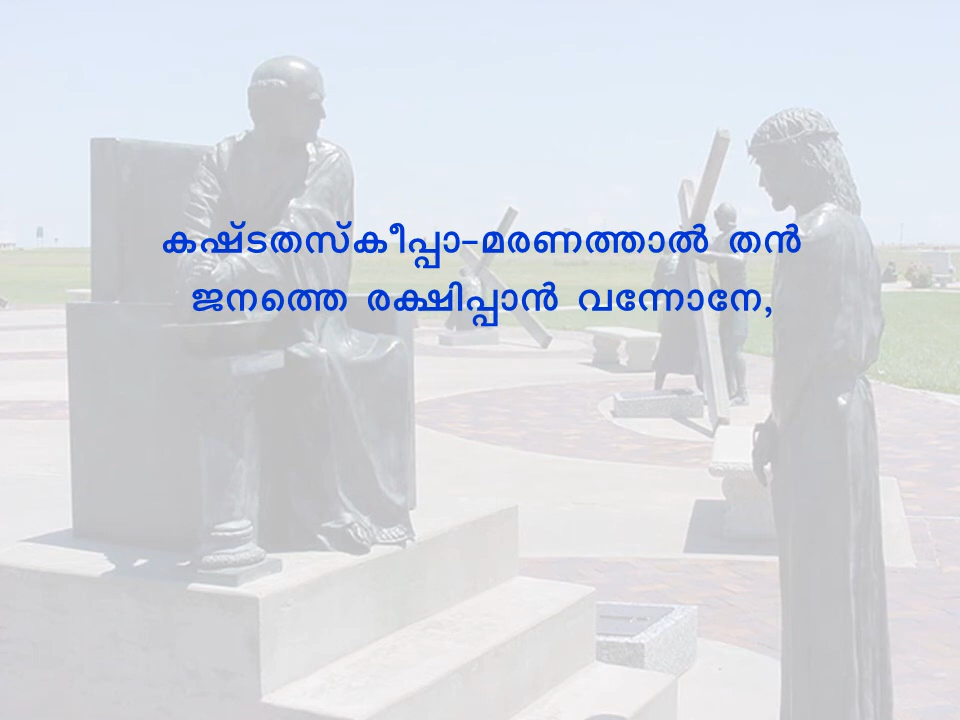 കഷ്ടതസ്കീപ്പാ-മരണത്താൽ തൻ
ജനത്തെ രക്ഷിപ്പാൻ വന്നോനേ,